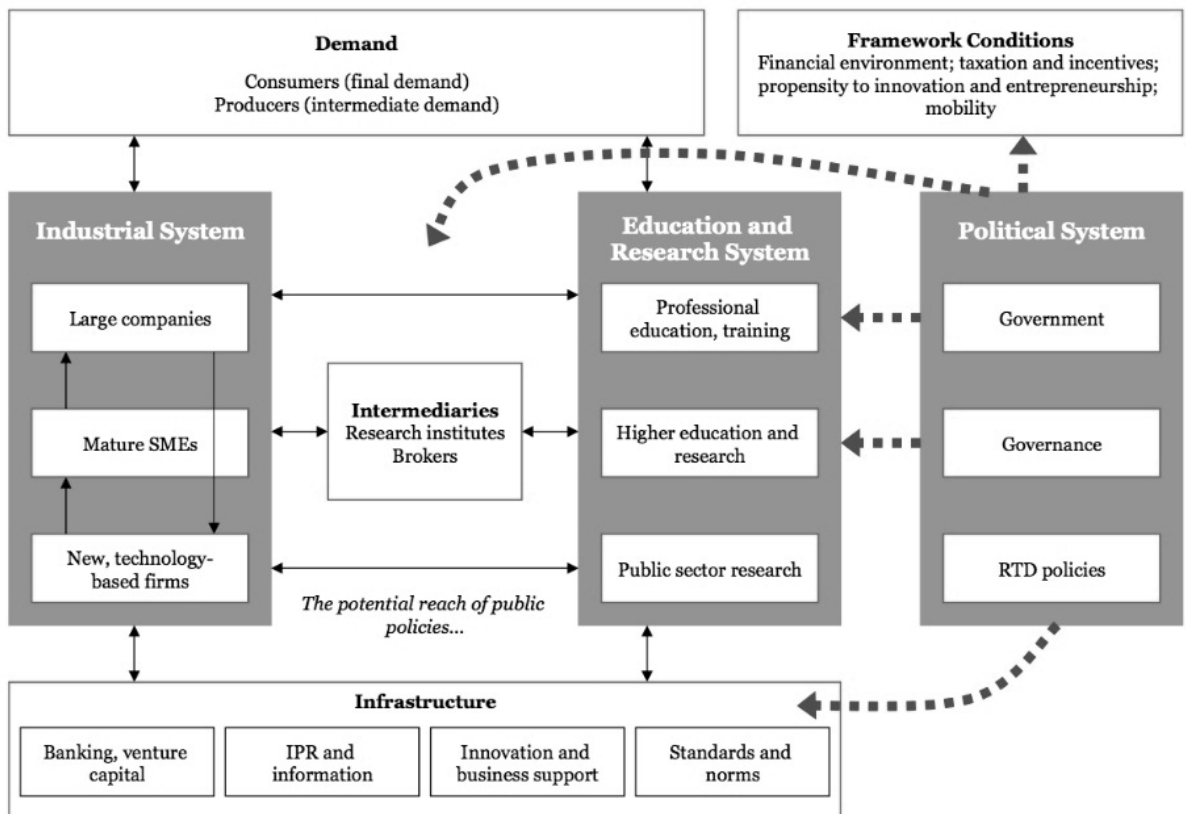 Demand
Consumers (final demand)
Producers (intermediate demand)
Framework Conditions
Financial environment; taxation and incentives;
propensity to innovation and entrepreneurship;
mobility
Industrial System
Large companies
Mature SMEs
New, technology-
based firms
Intermediaries
Research institutes
Brokers
The potential reach of public
policies...
Education and
Research System
Professional
education, training
Higher education and
research
Public sector research
Political System
Government
Governance
RTD policies
Infrastructure
Banking, venture
capital
IPR and
information
Innovation and
business support
Standards and
norms